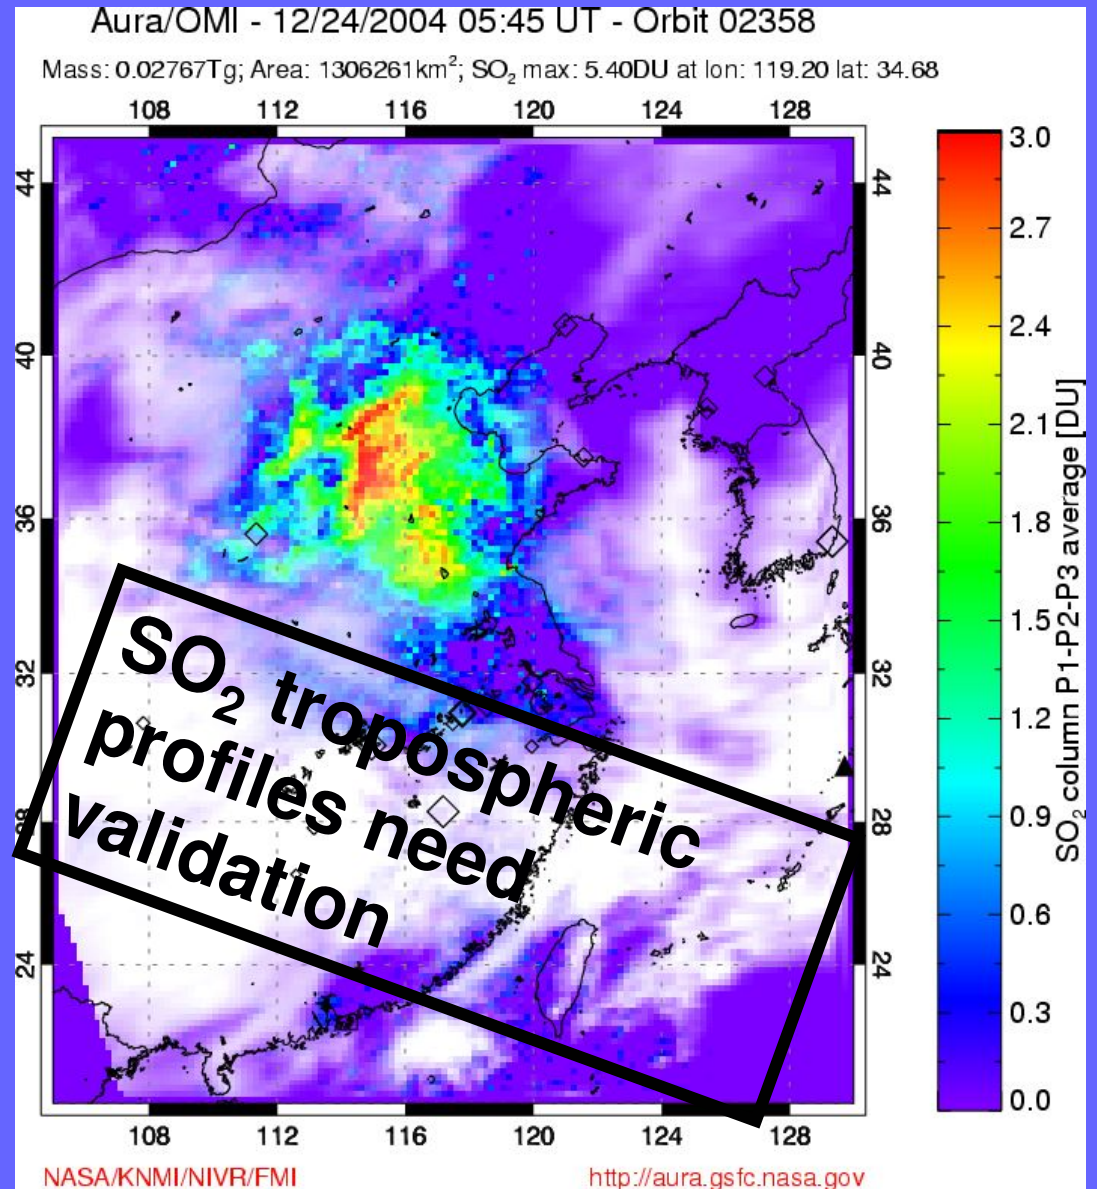 Aura/OMI - 12/24/2004 05:45 UT - Orbit 02358
Mass: 0.02767Tg; Area: 1306261km²; SO₂ max: 5.40DU at lon: 119.20 lat: 34.68
108 112 116 120 124 128
44 44
40 40
36 36
32 32
28 28
24 24
108 112 116 120 124 128
SO₂ tropospheric
profiles need
validation
3.0
2.7
2.4
2.1
1.8
1.5
1.2
0.9
0.6
0.3
0.0
SO₂ column P1-P2-P3 average [DU]
NASA/KNMI/NIVR/FMI http://aura.gsfc.nasa.gov